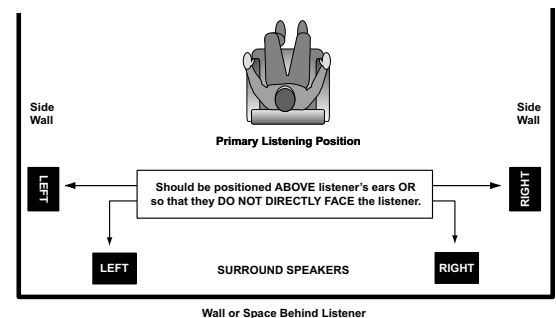 Side
Wall
Side
Wall
Primary Listening Position
LEFT
Should be positioned ABOVE listener's ears OR
so that they DO NOT DIRECTLY FACE the listener.
RIGHT
LEFT
SURROUND SPEAKERS
RIGHT
Wall or Space Behind Listener